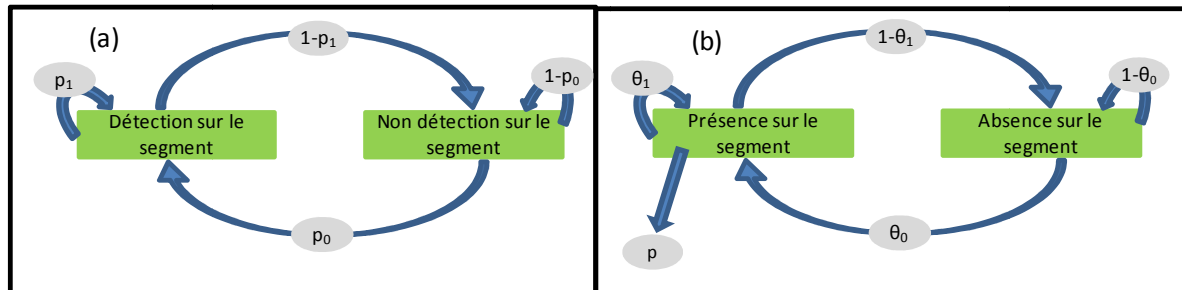 (a)
1-p1
p1
1-p0
Détection sur le
segment
Non détection sur le
segment
p0
(b)
1-θ1
θ1
1-θ0
Présence sur le
segment
Absence sur le
segment
θ0
p